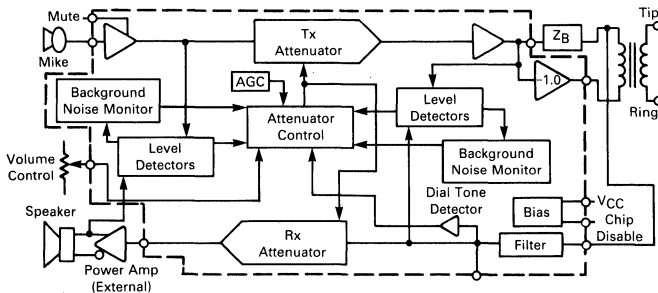 Mute
Mike
Tx
Attenuator
ZB
Tip
-1.0
Ring
AGC
Background
Noise Monitor
Level
Detectors
Attenuator
Control
Level
Detectors
Background
Noise Monitor
Volume
Control
Speaker
Power Amp
(External)
Rx
Attenuator
Dial Tone
Detector
Filter
Bias
VCC
Chip
Disable